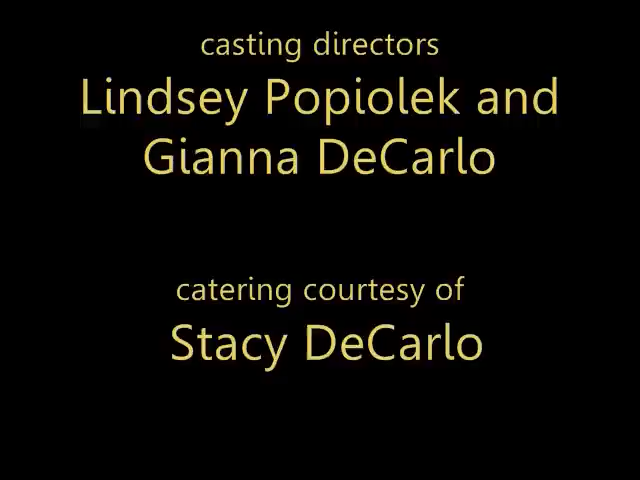 casting directors
Lindsey Popiolek and
Gianna DeCarlo
catering courtesy of
Stacy DeCarlo